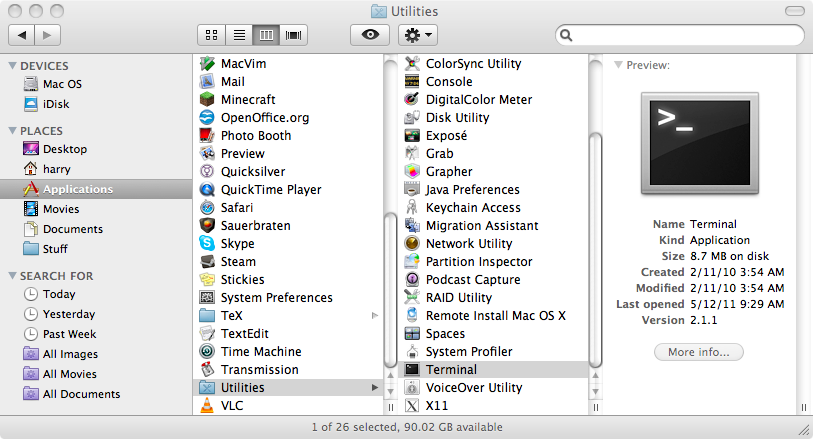 Utilities
DEVICES
Mac OS
iDisk
PLACES
Desktop
harry
Applications
Movies
Documents
Stuff
SEARCH FOR
Today
Yesterday
Past Week
All Images
All Movies
All Documents
MacVim
Mail
Minecraft
OpenOffice.org
Photo Booth
Preview
Quicksilver
QuickTime Player
Safari
Sauerbraten
Skype
Steam
Stickies
System Preferences
TeX
TextEdit
Time Machine
Transmission
Utilities
VLC
ColorSync Utility
Console
DigitalColor Meter
Disk Utility
Exposé
Grab
Grapher
Java Preferences
Keychain Access
Migration Assistant
Network Utility
Partition Inspector
Podcast Capture
RAID Utility
Remote Install Mac OS X
Spaces
System Profiler
Terminal
VoiceOver Utility
X11
Preview:
>_
Name Terminal
Kind Application
Size 8.7 MB on disk
Created 2/11/10 3:54 AM
Modified 2/11/10 3:54 AM
Last opened 5/12/11 9:29 AM
Version 2.1.1
More info...
1 of 26 selected, 90.02 GB available